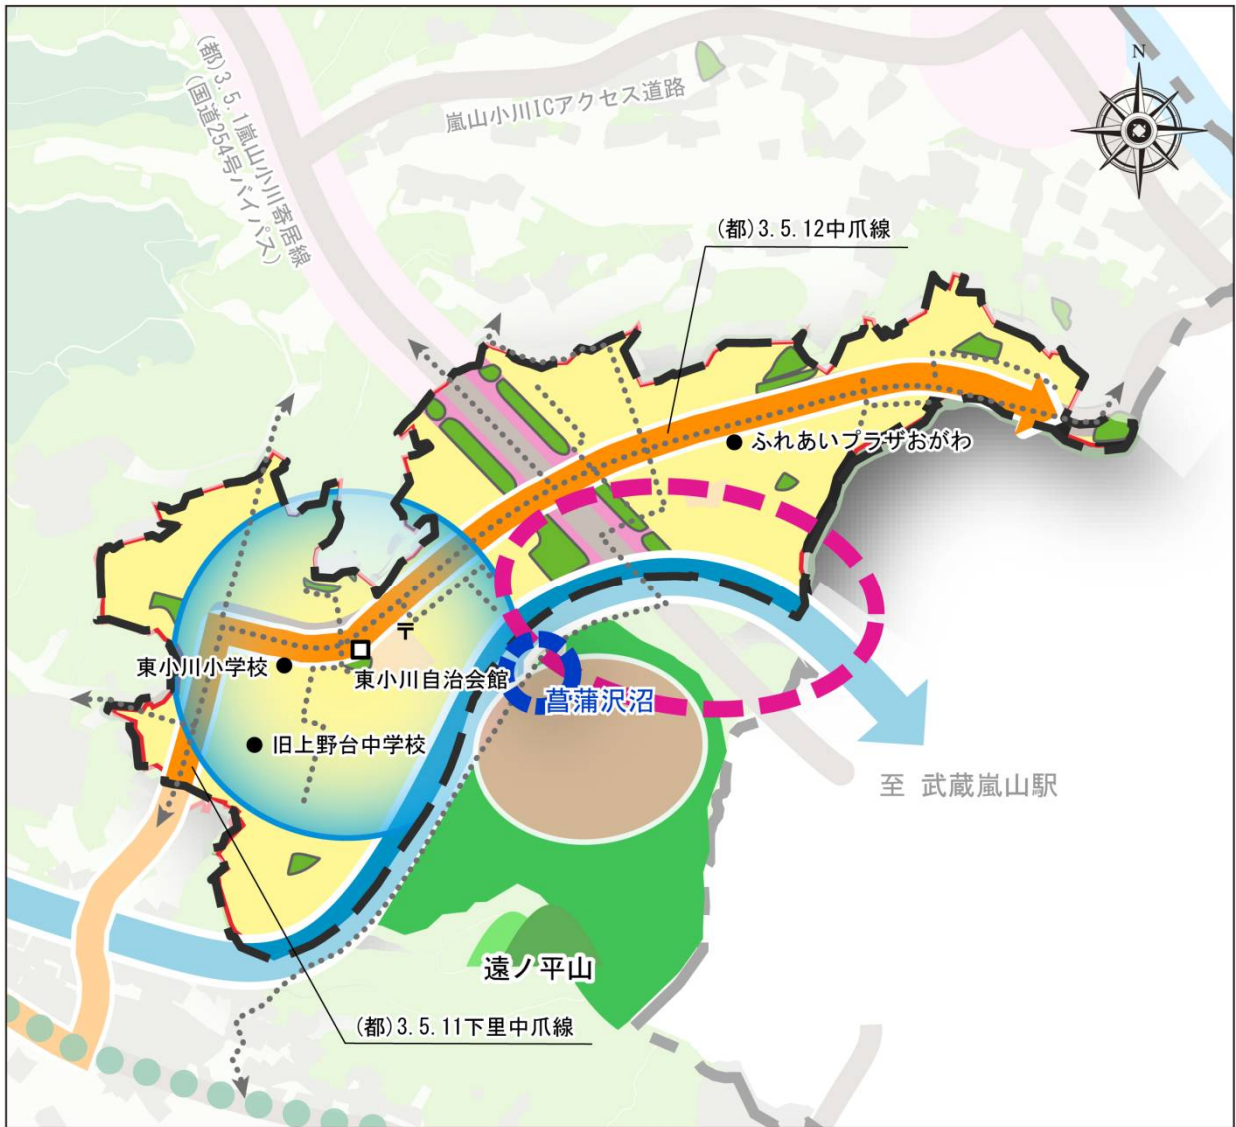 N
(都)3.5.1嵐山小川寄居線
(国道254号バイパス)
嵐山小川ICアクセス道路
(都)3.5.12中爪線
ふれあいプラザおがわ
〒
東小川小学校
東小川自治会館
菖蒲沢沼
旧上野台中学校
至 武蔵嵐山駅
遠ノ平山
(都)3.5.11下里中爪線